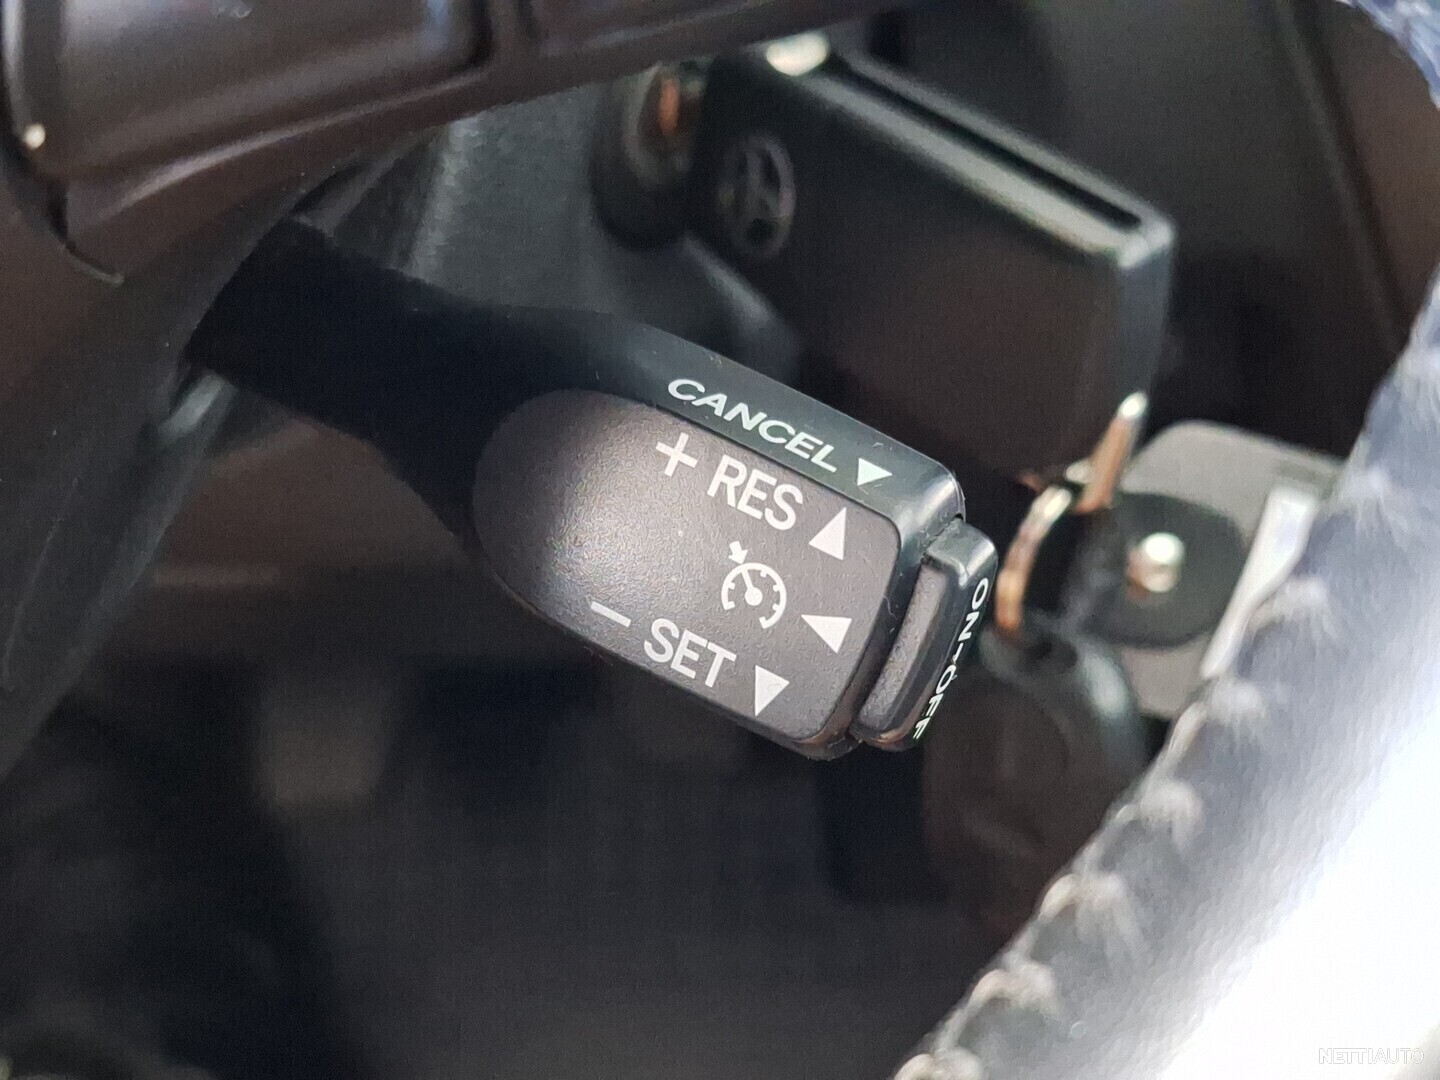 CANCEL ▼
+ RES ▲
◀
− SET ▼
ON-OFF
NETTIAUTO